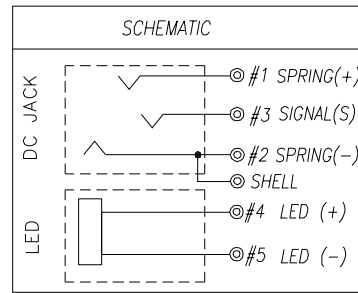 SCHEMATIC
DC JACK
#1 SPRING(+)
#3 SIGNAL(S)
#2 SPRING(-)
SHELL
LED
#4 LED (+)
#5 LED (-)